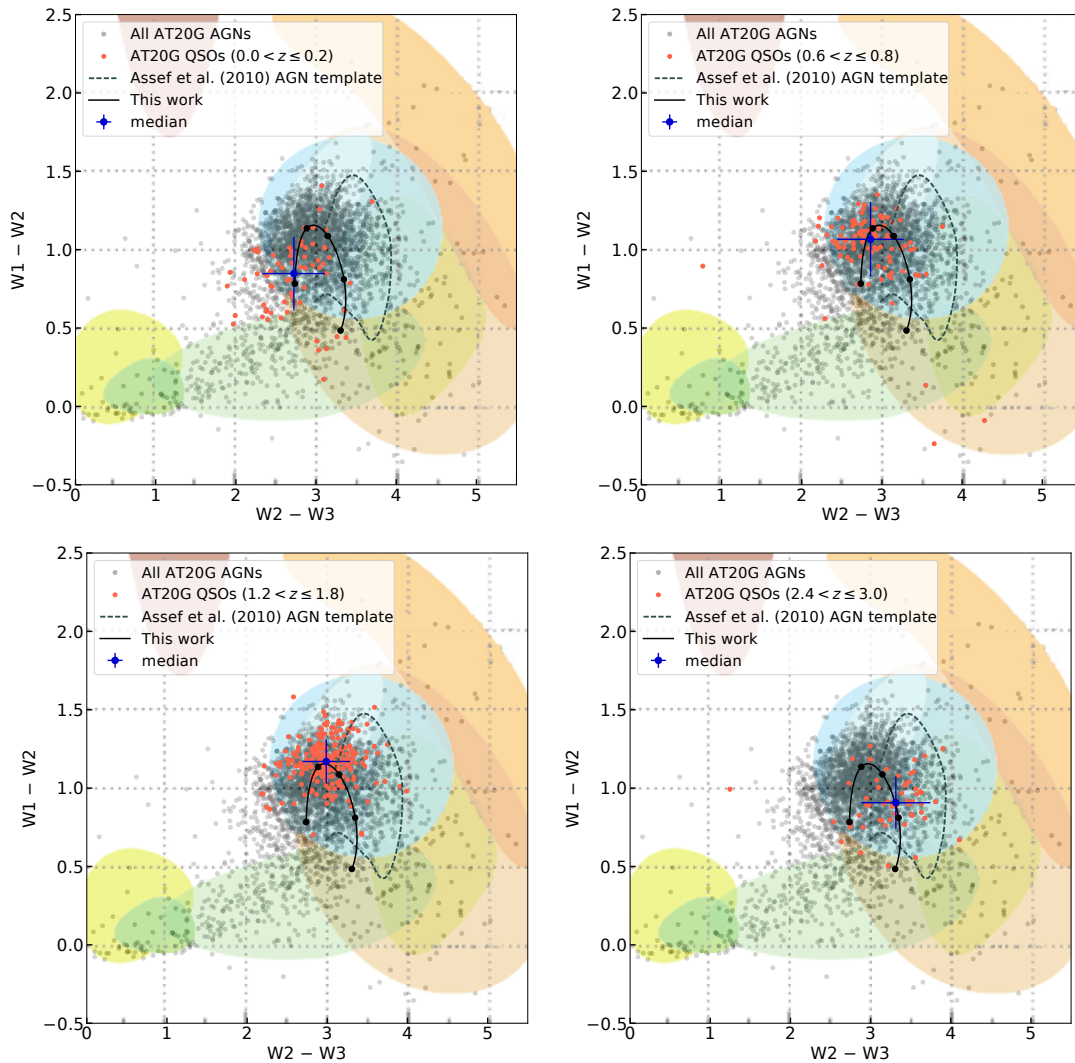 2.5
2.0
1.5
1.0
0.5
0.0
−0.5
W1 − W2
All AT20G AGNs
AT20G QSOs (0.0 < z ≤ 0.2)
Assef et al. (2010) AGN template
This work
median
0 1 2 3 4 5
W2 − W3
2.5
2.0
1.5
1.0
0.5
0.0
−0.5
W1 − W2
All AT20G AGNs
AT20G QSOs (0.6 < z ≤ 0.8)
Assef et al. (2010) AGN template
This work
median
0 1 2 3 4 5
W2 − W3
2.5
2.0
1.5
1.0
0.5
0.0
−0.5
W1 − W2
All AT20G AGNs
AT20G QSOs (1.2 < z ≤ 1.8)
Assef et al. (2010) AGN template
This work
median
0 1 2 3 4 5
W2 − W3
2.5
2.0
1.5
1.0
0.5
0.0
−0.5
W1 − W2
All AT20G AGNs
AT20G QSOs (2.4 < z ≤ 3.0)
Assef et al. (2010) AGN template
This work
median
0 1 2 3 4 5
W2 − W3